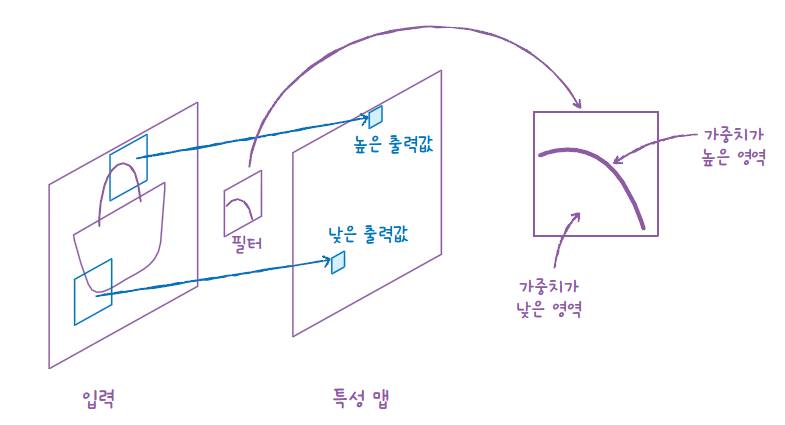 높은 출력값
필터
낮은 출력값
가중치가
높은 영역
가중치가
낮은 영역
입력
특성 맵